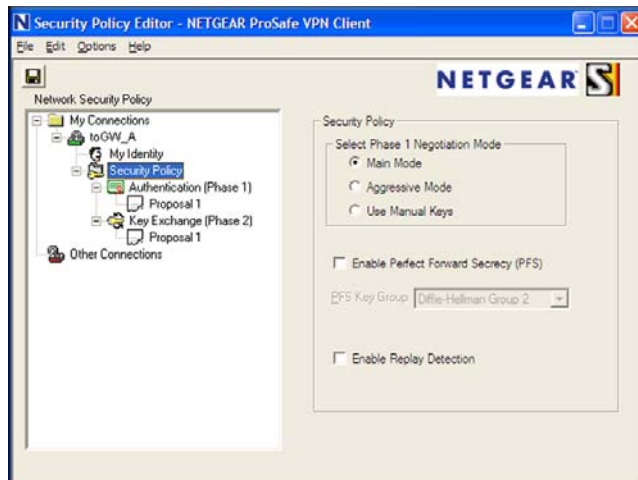 N Security Policy Editor - NETGEAR ProSafe VPN Client
File Edit Options Help
NETGEAR S
Network Security Policy
My Connections
toGW_A
My Identity
Security Policy
Authentication (Phase 1)
Proposal 1
Key Exchange (Phase 2)
Proposal 1
Other Connections
Security Policy
Select Phase 1 Negotiation Mode
Main Mode
Aggressive Mode
Use Manual Keys
Enable Perfect Forward Secrecy (PFS)
PFS Key Group Diffie-Hellman Group 2
Enable Replay Detection